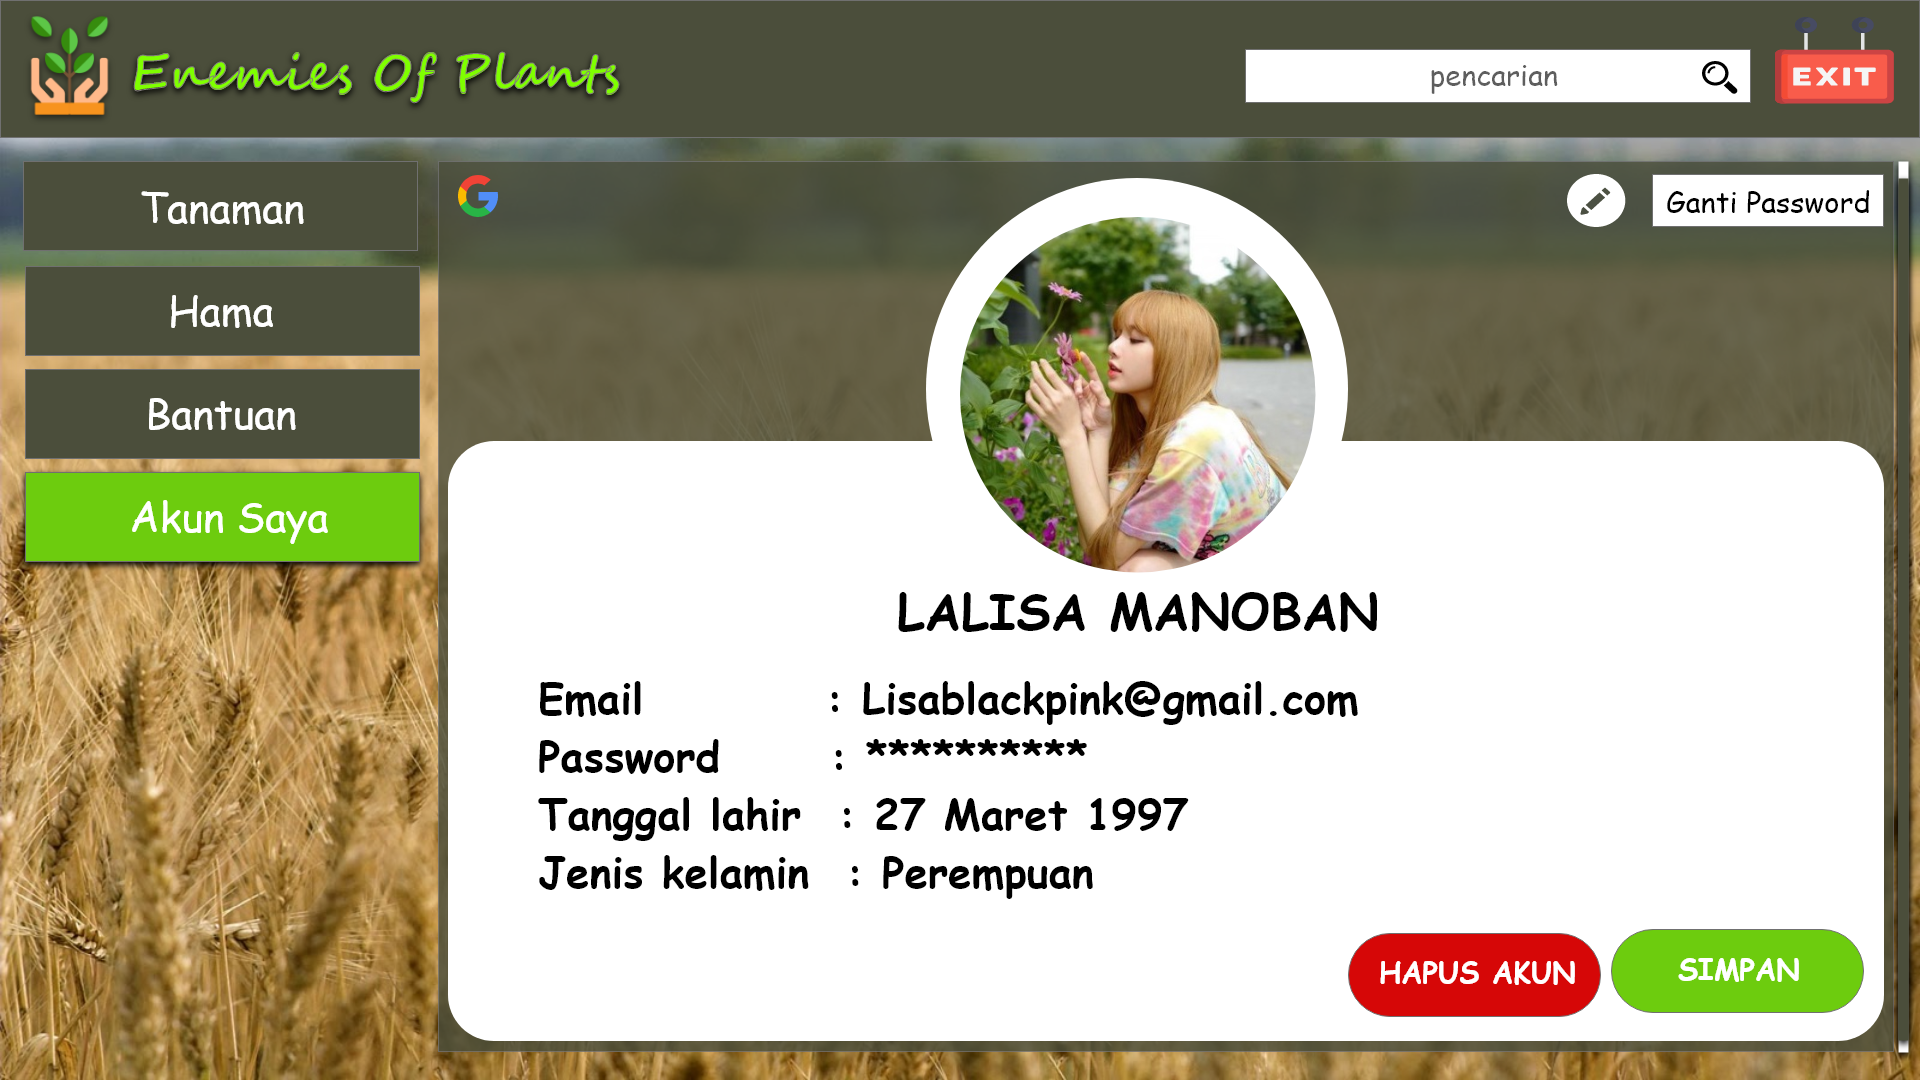 Enemies Of Plants
pencarian
EXIT
Tanaman
Hama
Bantuan
Akun Saya
Ganti Password
LALISA MANOBAN
Email : Lisablackpink@gmail.com
Password : **********
Tanggal lahir : 27 Maret 1997
Jenis kelamin : Perempuan
HAPUS AKUN
SIMPAN